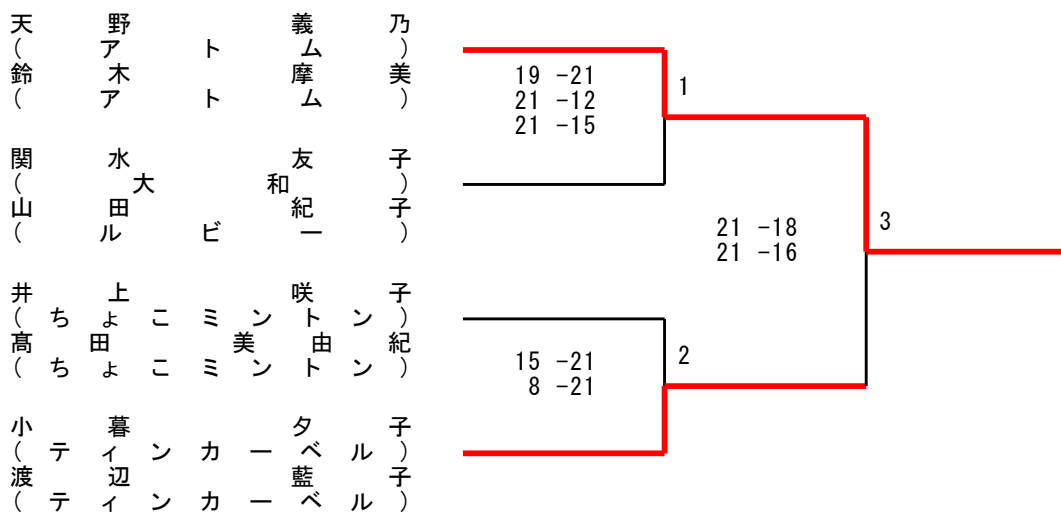 天野 義乃
(アトム)
鈴木 摩美
(アトム)
19 -21
21 -12
21 -15
1
関水 友子
(大和)
山田 紀子
(ルビー)
21 -18
21 -16
3
井上 咲子
(ちょこミントン)
髙田 美由紀
(ちょこミントン)
15 -21
8 -21
2
小暮 夕子
(ティンカーベル)
渡辺 藍子
(ティンカーベル)